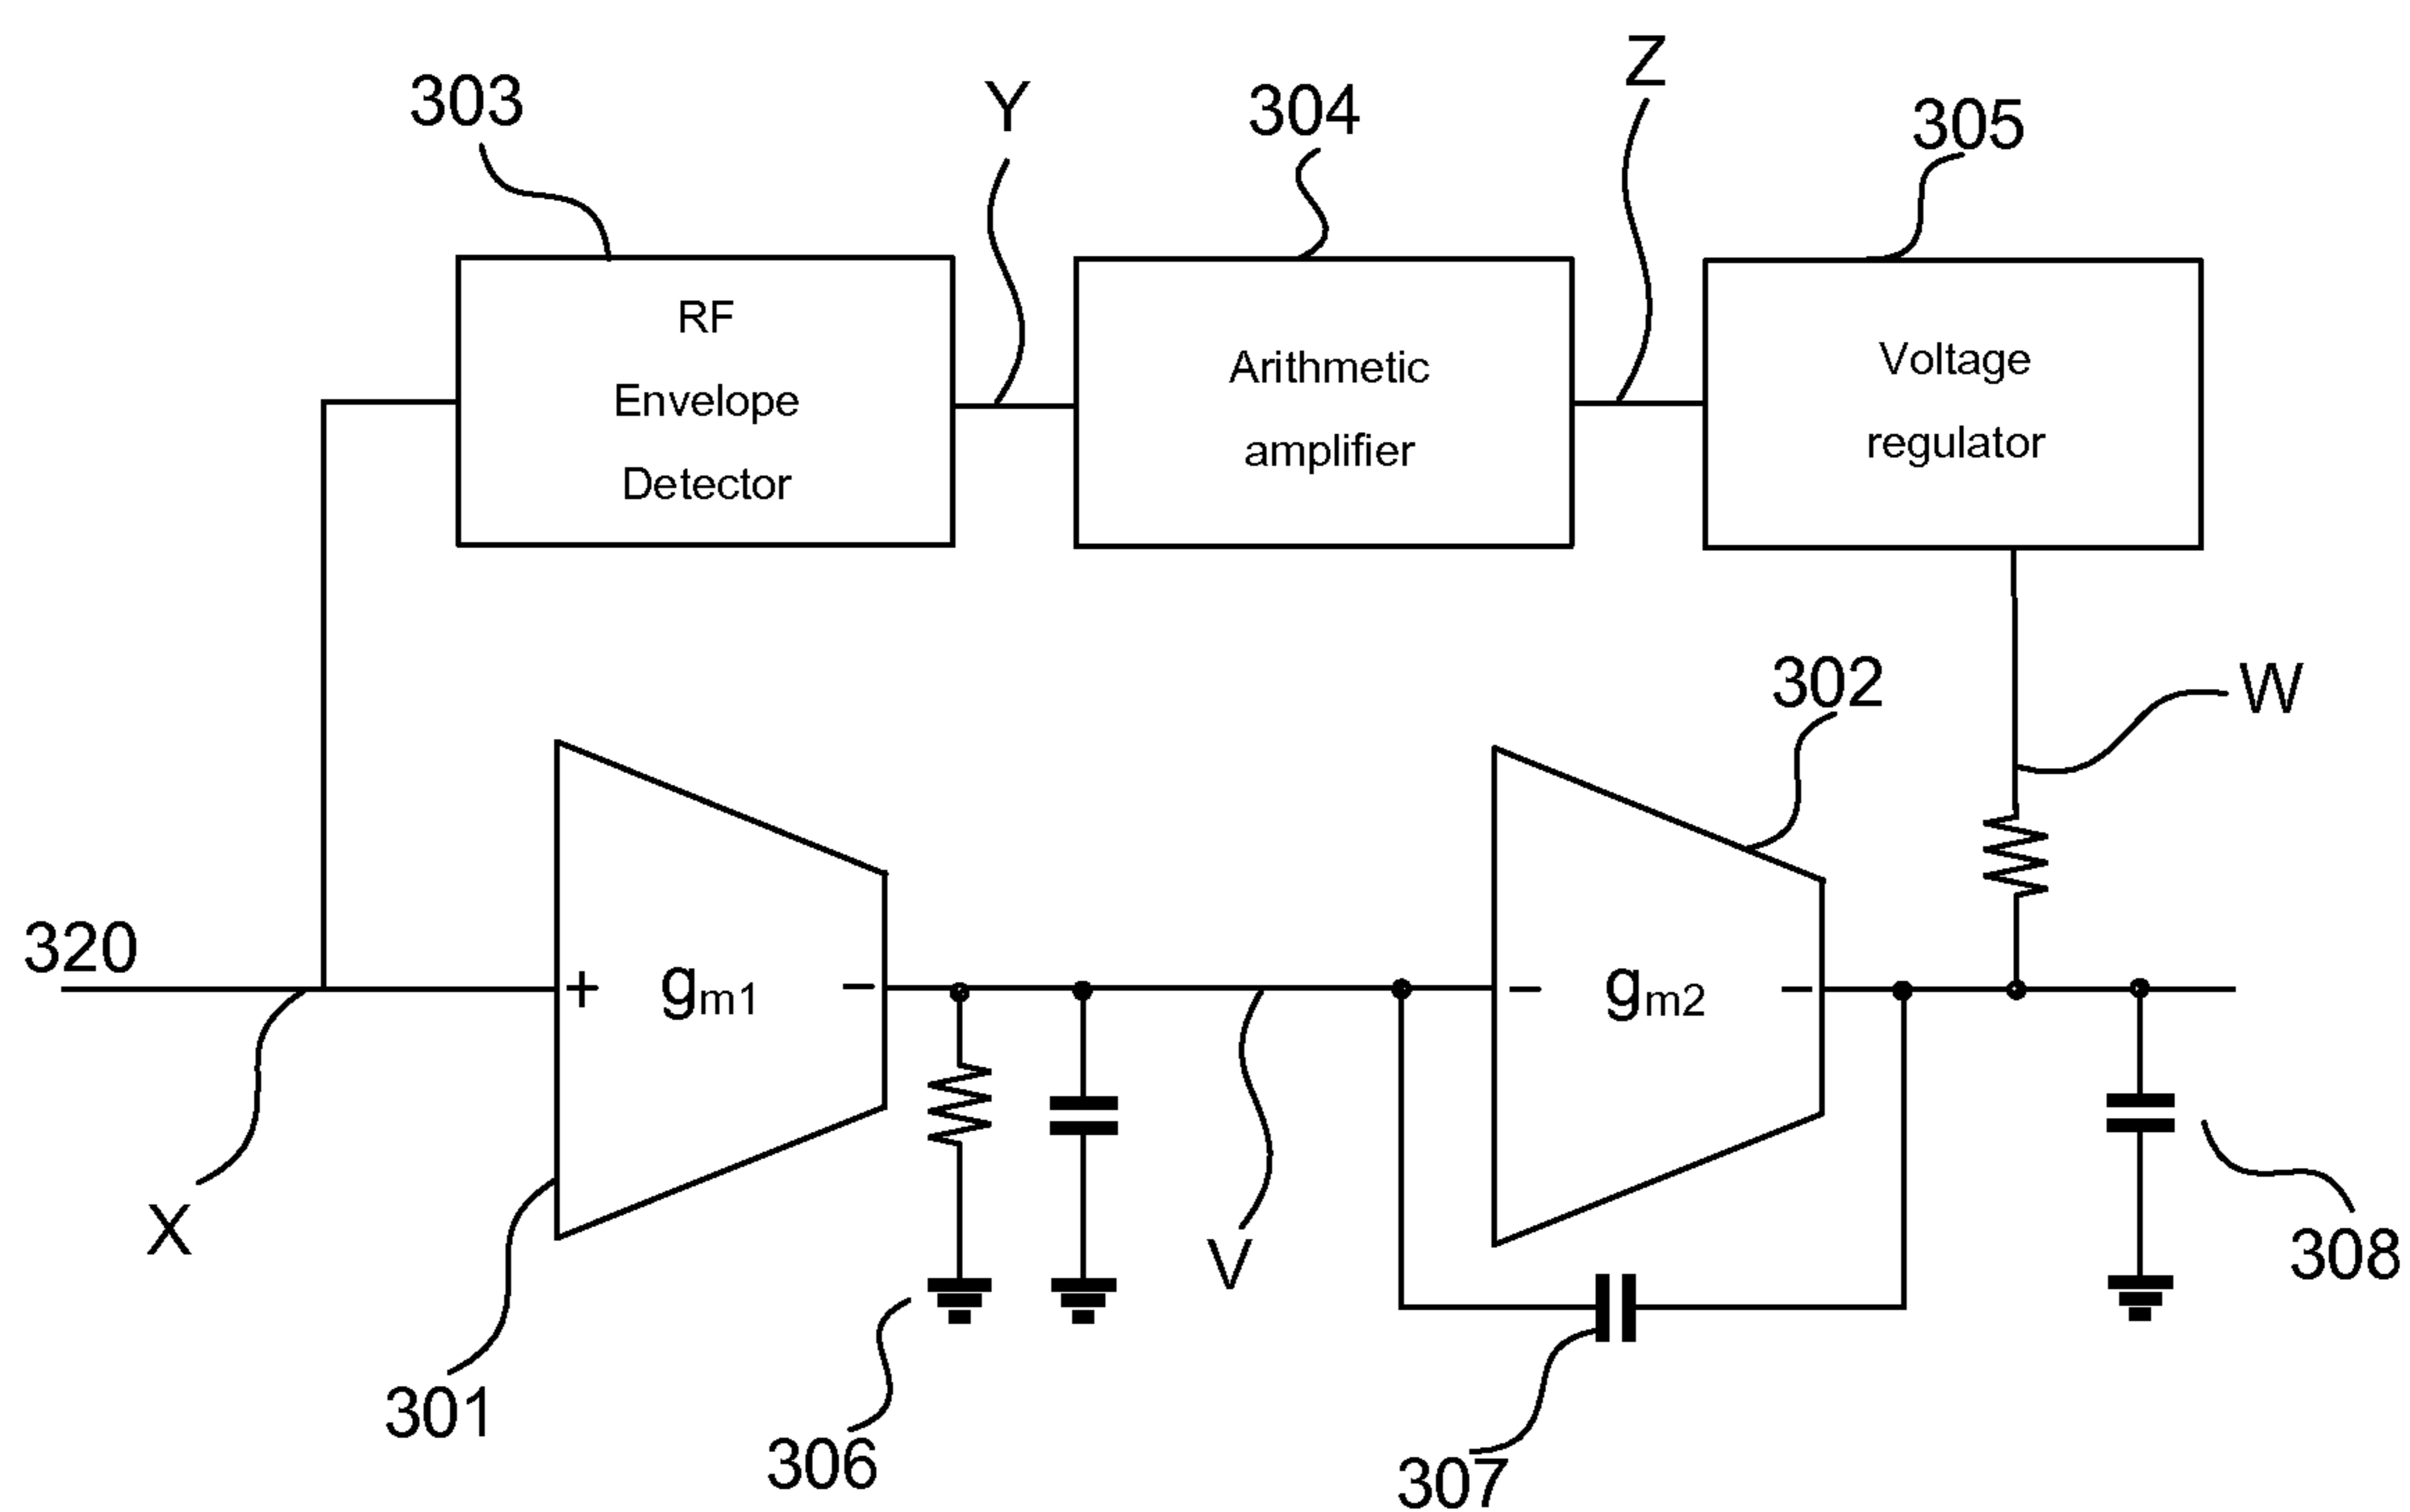 Z
303
Y
304
305
RF
Envelope
Detector
Arithmetic
amplifier
Voltage
regulator
302
W
320
+
gm1
−
−
gm2
−
X
V
308
301
306
307